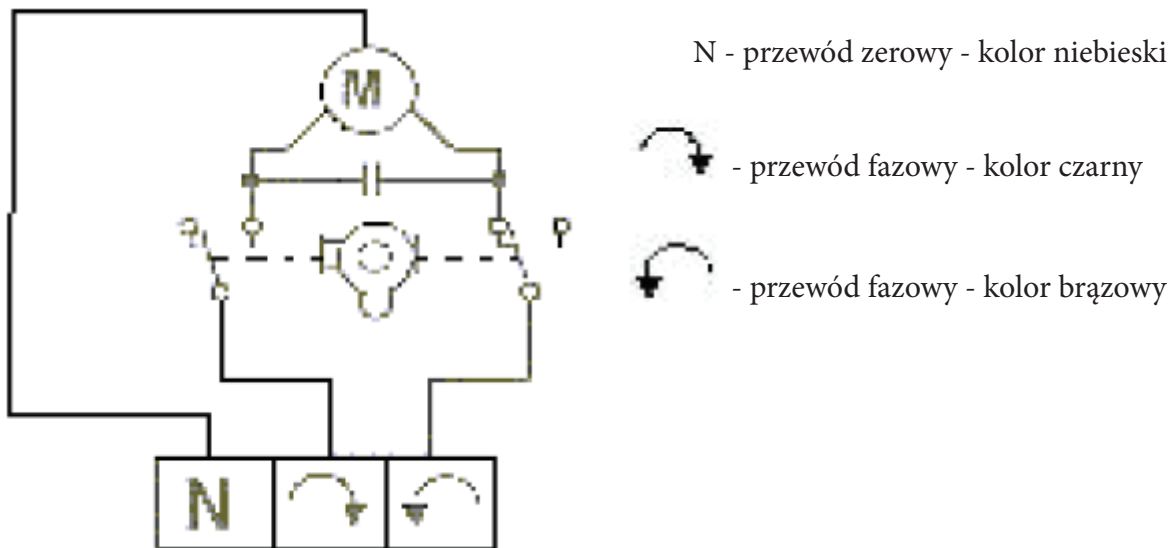 M
N - przewód zerowy - kolor niebieski
- przewód fazowy - kolor czarny
- przewód fazowy - kolor brązowy
N